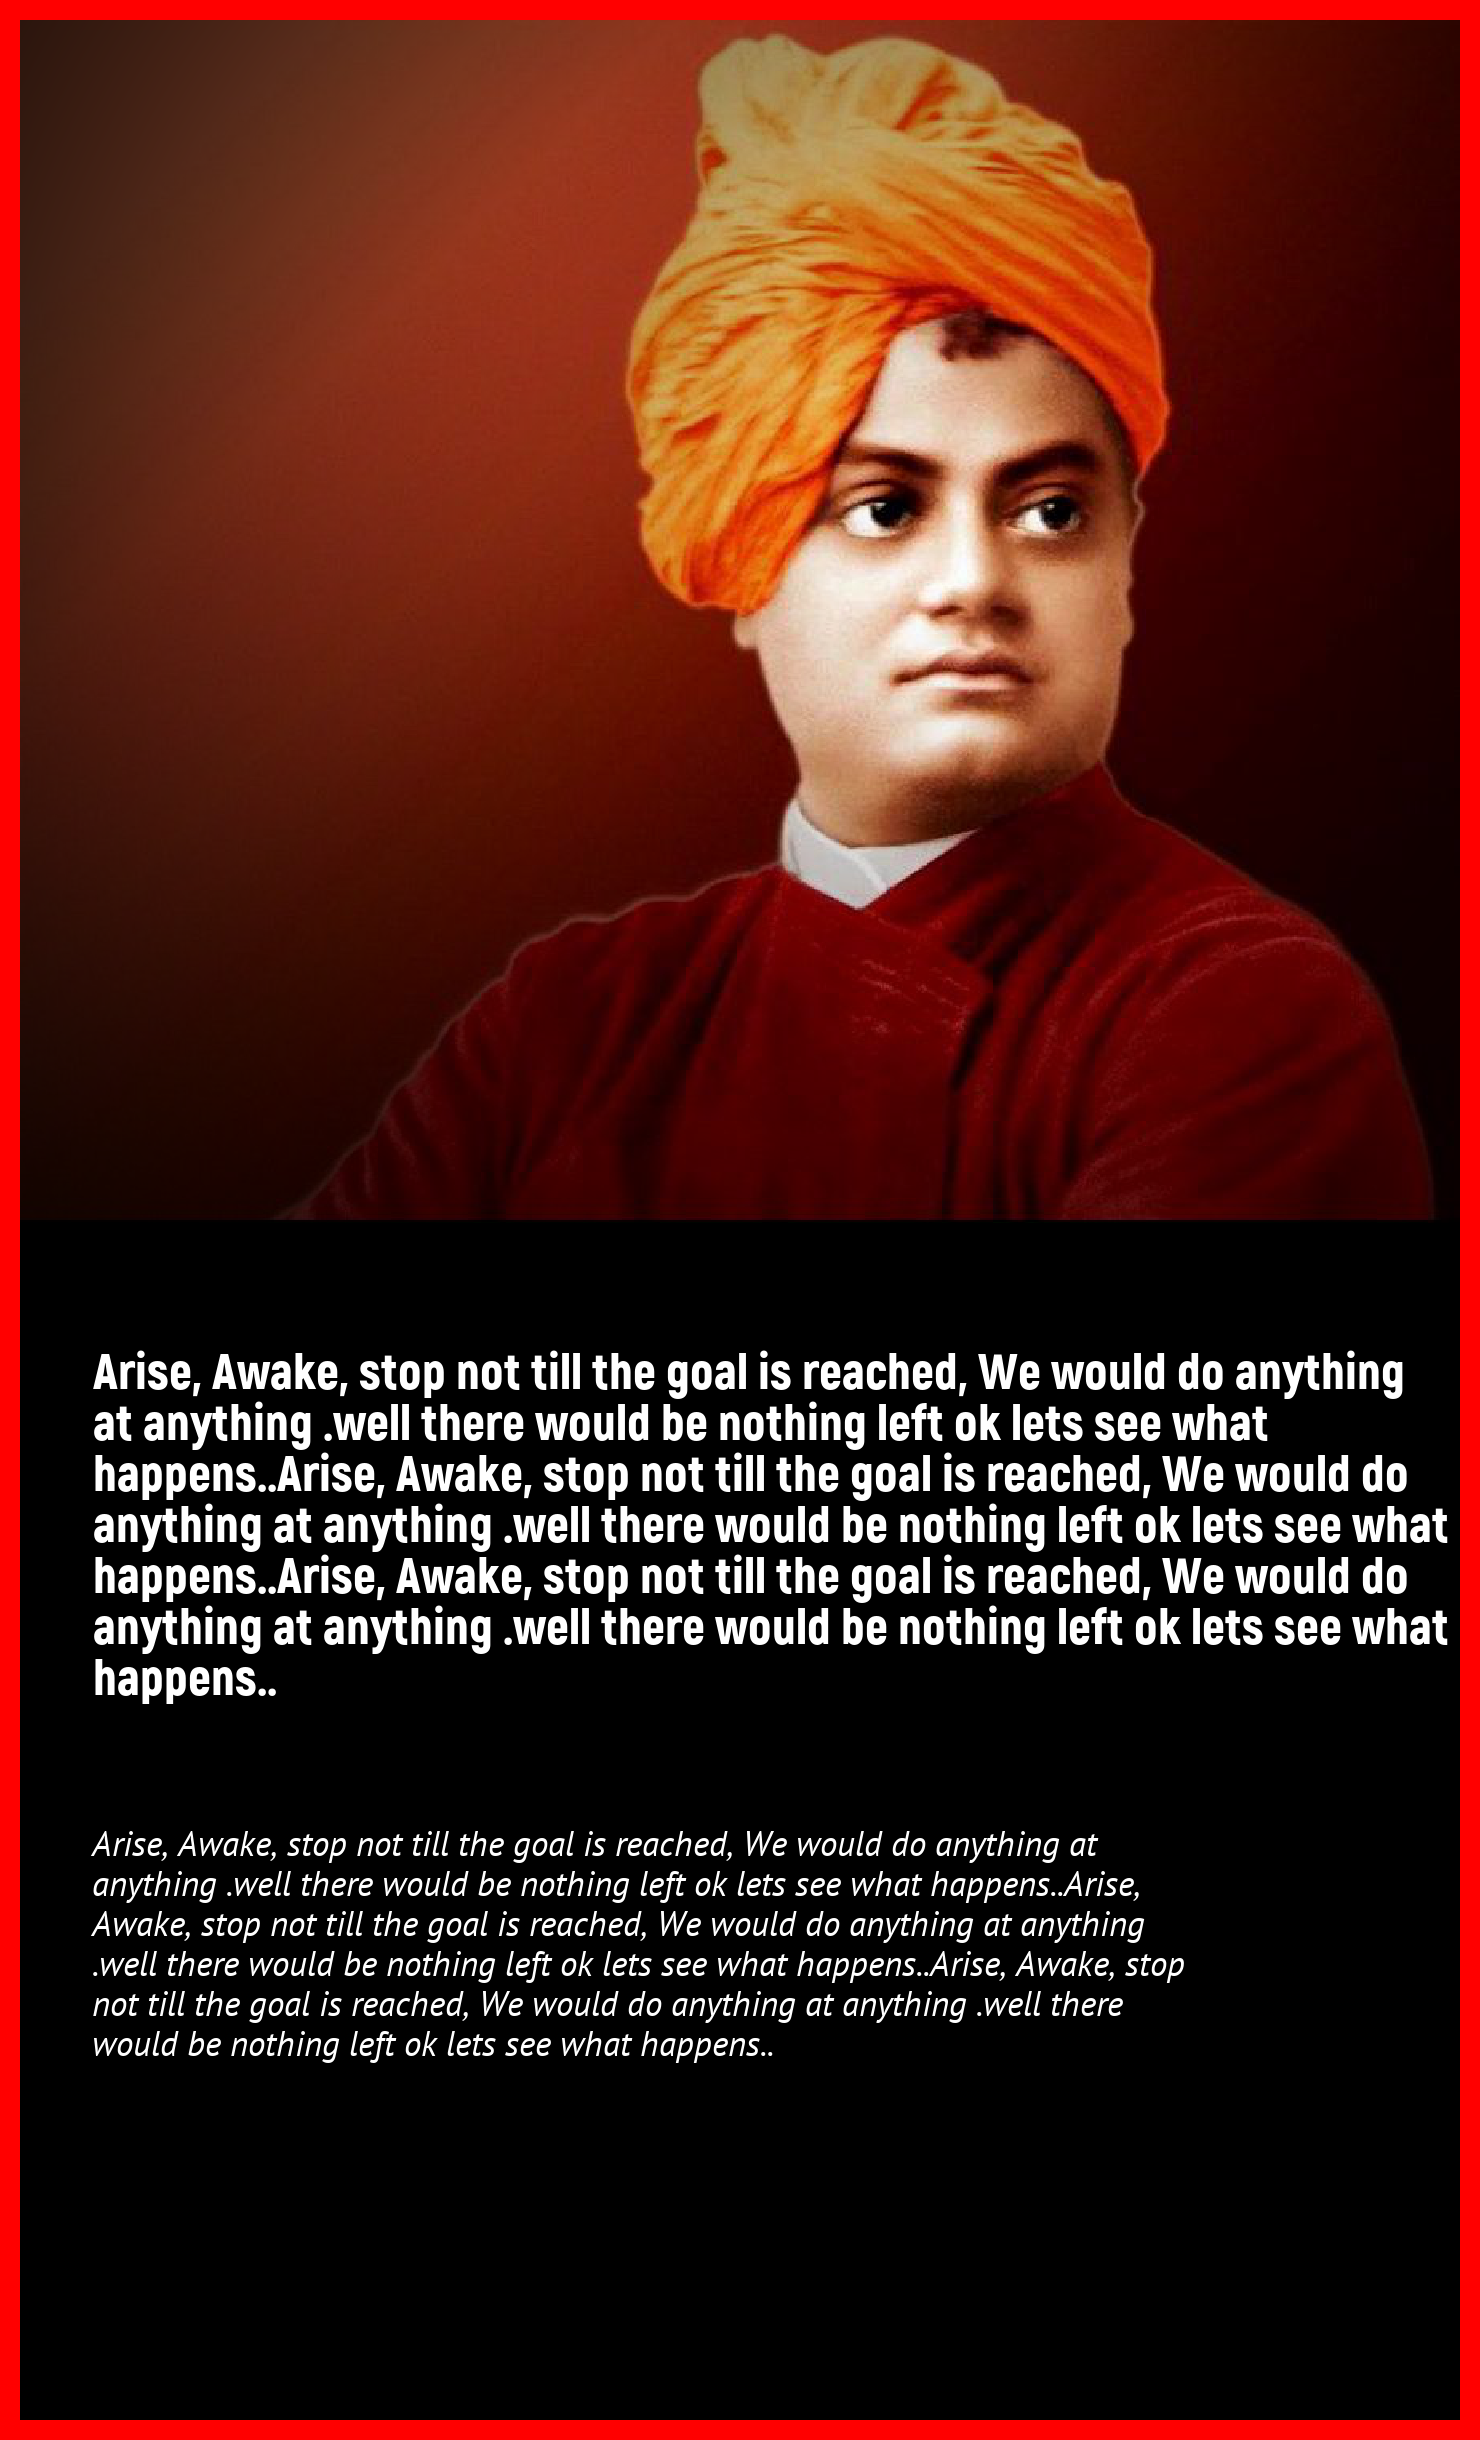 Arise, Awake, stop not till the goal is reached, We would do anything
at anything .well there would be nothing left ok lets see what
happens..Arise, Awake, stop not till the goal is reached, We would do
anything at anything .well there would be nothing left ok lets see what
happens..Arise, Awake, stop not till the goal is reached, We would do
anything at anything .well there would be nothing left ok lets see what
happens..
Arise, Awake, stop not till the goal is reached, We would do anything at
anything .well there would be nothing left ok lets see what happens..Arise,
Awake, stop not till the goal is reached, We would do anything at anything
.well there would be nothing left ok lets see what happens..Arise, Awake, stop
not till the goal is reached, We would do anything at anything .well there
would be nothing left ok lets see what happens..